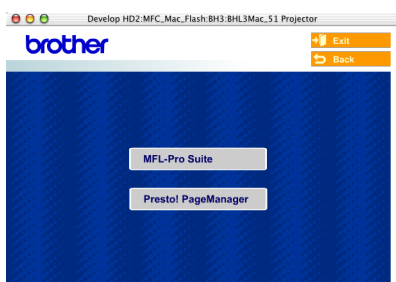 Develop HD2:MFC_Mac_Flash:BH3:BHL3Mac_51 Projector
brother
Exit
Back
MFL-Pro Suite
Presto! PageManager